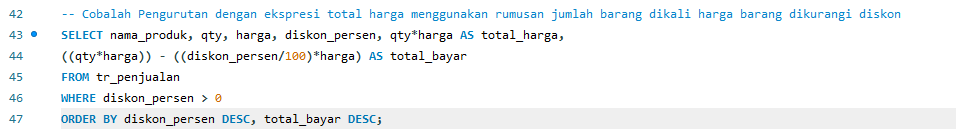 42 -- Cobalah Pengurutan dengan ekspresi total harga menggunakan rumusan jumlah barang dikali harga barang dikurangi diskon
43 SELECT nama_produk, qty, harga, diskon_persen, qty*harga AS total_harga,
44 ((qty*harga)) - ((diskon_persen/100)*harga) AS total_bayar
45 FROM tr_penjualan
46 WHERE diskon_persen > 0
47 ORDER BY diskon_persen DESC, total_bayar DESC;